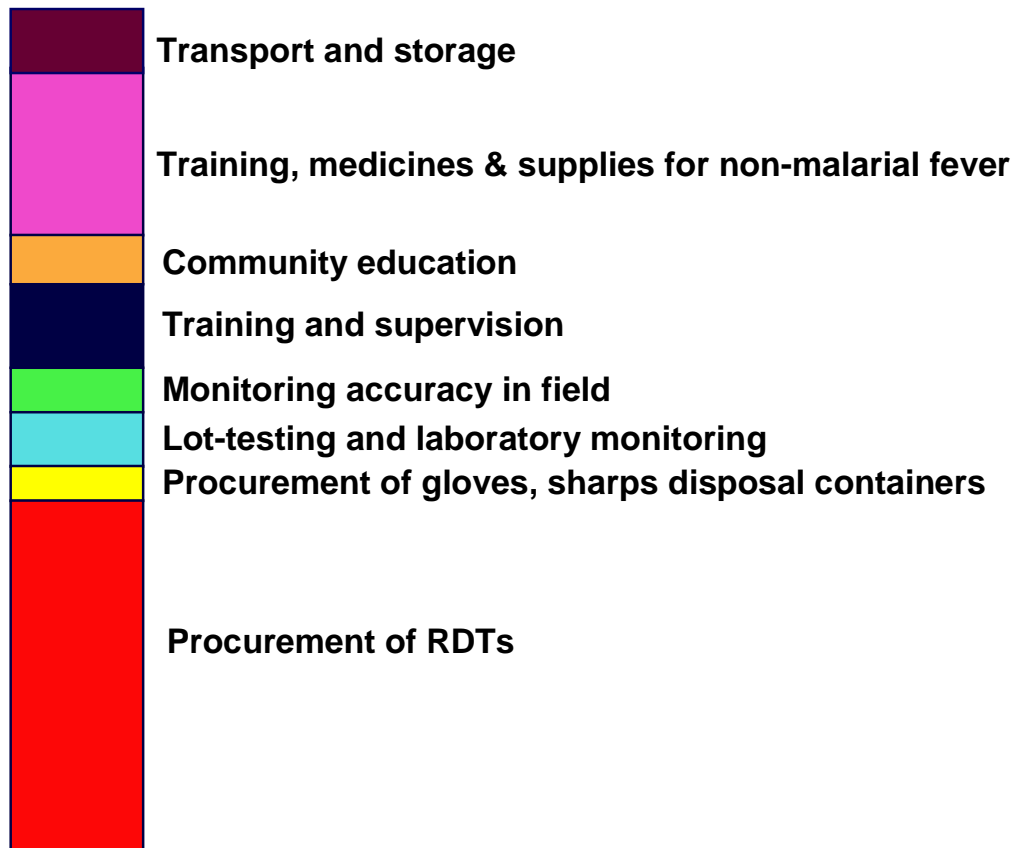 Transport and storage
Training, medicines & supplies for non-malarial fever
Community education
Training and supervision
Monitoring accuracy in field
Lot-testing and laboratory monitoring
Procurement of gloves, sharps disposal containers
Procurement of RDTs